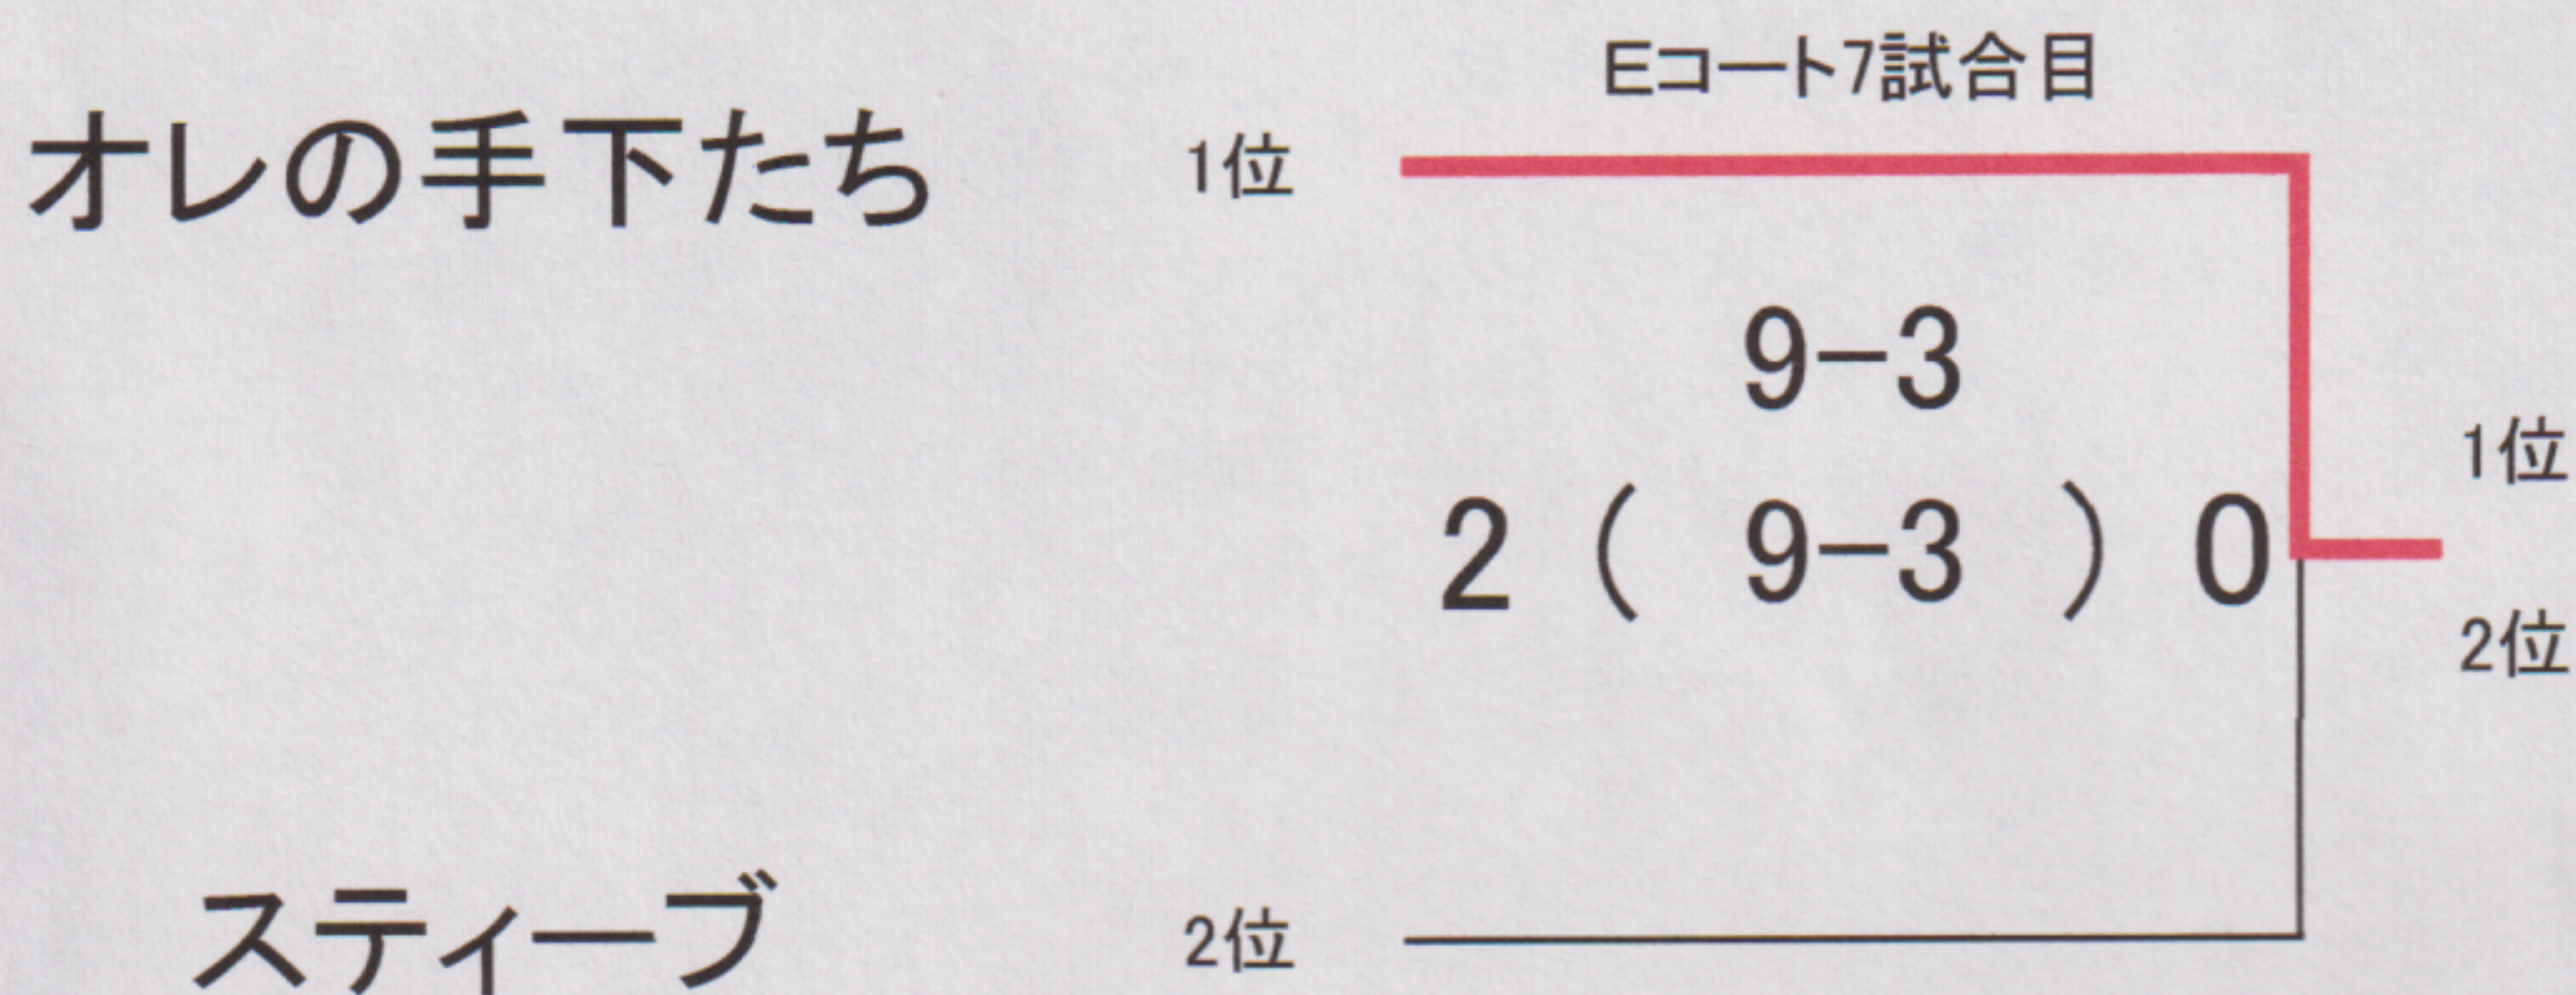 Eコート7試合目
オレの手下たち 1位
9-3
1位
2 ( 9-3 ) 0
2位
スティーブ 2位